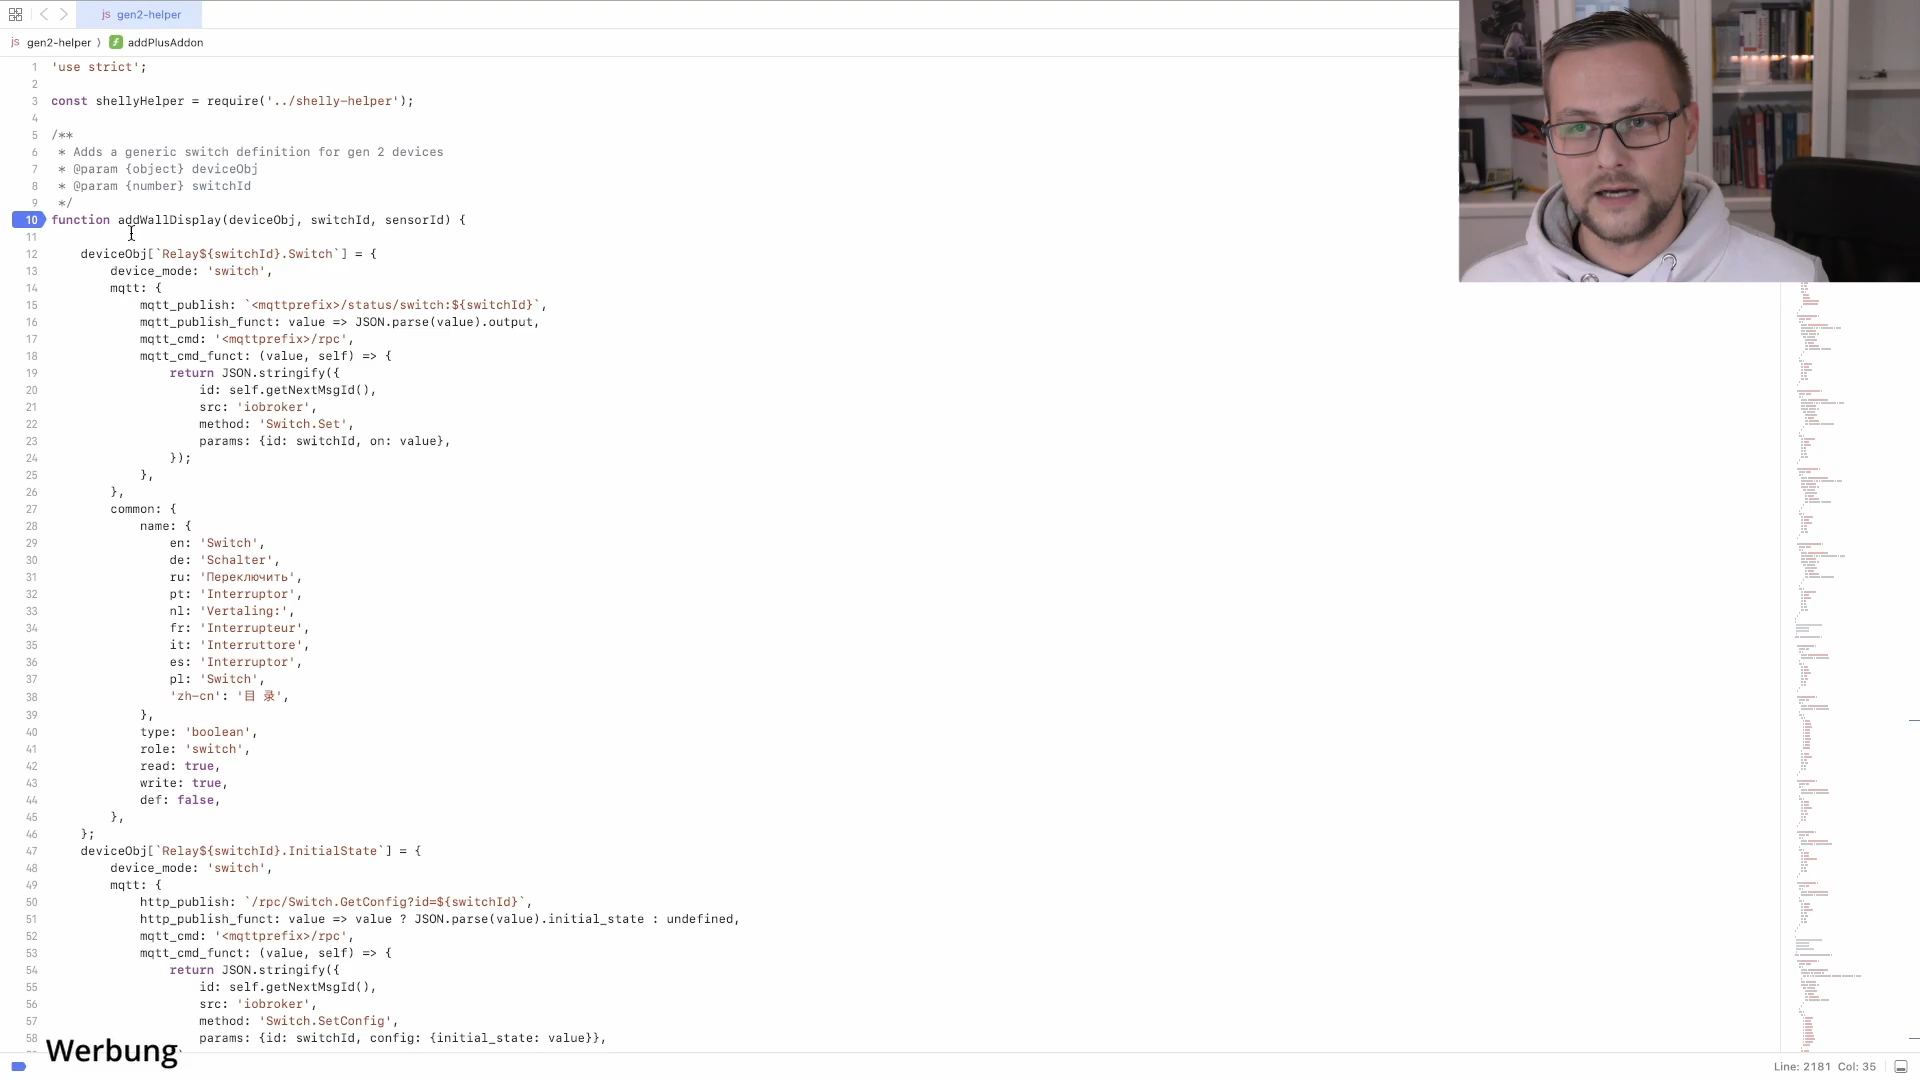 gen2-helper
gen2-helper
addPlusAddon
1 'use strict';
2
3 const shellyHelper = require('../shelly-helper');
4
5 /**
6 * Adds a generic switch definition for gen 2 devices
7 * @param {object} deviceObj
8 * @param {number} switchId
9 */
10 function addWallDisplay(deviceObj, switchId, sensorId) {
11
12 deviceObj[`Relay${switchId}.Switch`] = {
13 device_mode: 'switch',
14 mqtt: {
15 mqtt_publish: `<mqttprefix>/status/switch:${switchId}`,
16 mqtt_publish_funct: value => JSON.parse(value).output,
17 mqtt_cmd: '<mqttprefix>/rpc',
18 mqtt_cmd_funct: (value, self) => {
19 return JSON.stringify({
20 id: self.getNextMsgId(),
21 src: 'iobroker',
22 method: 'Switch.Set',
23 params: {id: switchId, on: value},
24 });
25 },
26 },
27 common: {
28 name: {
29 en: 'Switch',
30 de: 'Schalter',
31 ru: 'Переключить',
32 pt: 'Interruptor',
33 nl: 'Vertaling:',
34 fr: 'Interrupteur',
35 it: 'Interruttore',
36 es: 'Interruptor',
37 pl: 'Switch',
38 'zh-cn': '目 录',
39 },
40 type: 'boolean',
41 role: 'switch',
42 read: true,
43 write: true,
44 def: false,
45 },
46 };
47 deviceObj[`Relay${switchId}.InitialState`] = {
48 device_mode: 'switch',
49 mqtt: {
50 http_publish: `/rpc/Switch.GetConfig?id=${switchId}`,
51 http_publish_funct: value => value ? JSON.parse(value).initial_state : undefined,
52 mqtt_cmd: '<mqttprefix>/rpc',
53 mqtt_cmd_funct: (value, self) => {
54 return JSON.stringify({
55 id: self.getNextMsgId(),
56 src: 'iobroker',
57 method: 'Switch.SetConfig',
58 params: {id: switchId, config: {initial_state: value}},
Werbung
Line: 2181 Col: 35